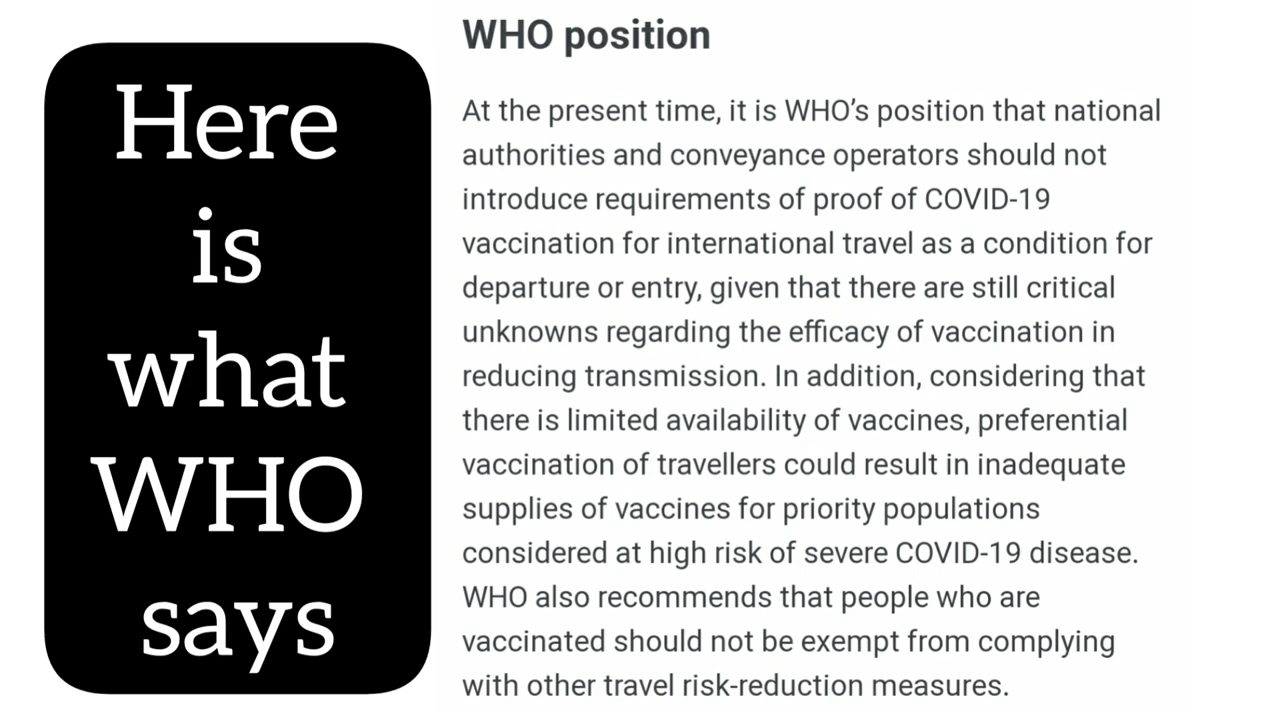 Here
is
what
WHO
says
WHO position
At the present time, it is WHO’s position that national
authorities and conveyance operators should not
introduce requirements of proof of COVID-19
vaccination for international travel as a condition for
departure or entry, given that there are still critical
unknowns regarding the efficacy of vaccination in
reducing transmission. In addition, considering that
there is limited availability of vaccines, preferential
vaccination of travellers could result in inadequate
supplies of vaccines for priority populations
considered at high risk of severe COVID-19 disease.
WHO also recommends that people who are
vaccinated should not be exempt from complying
with other travel risk-reduction measures.